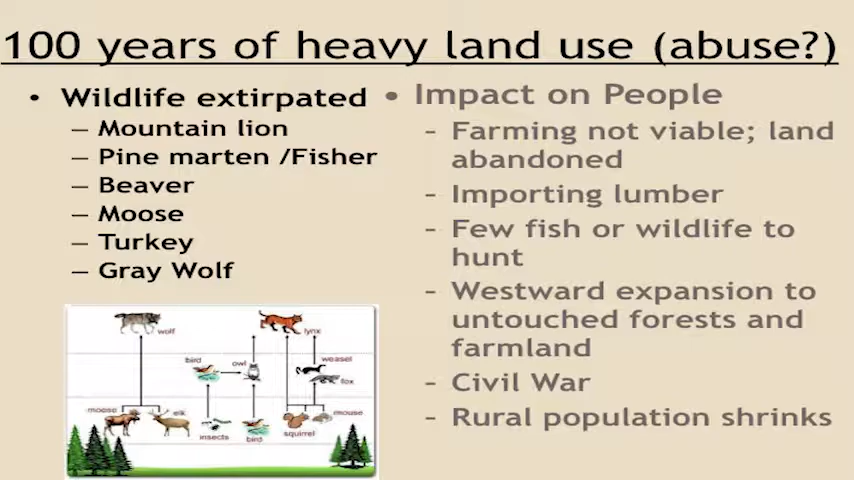 100 years of heavy land use (abuse?)
• Wildlife extirpated
– Mountain lion
– Pine marten /Fisher
– Beaver
– Moose
– Turkey
– Gray Wolf
• Impact on People
- Farming not viable; land
abandoned
- Importing lumber
- Few fish or wildlife to
hunt
- Westward expansion to
untouched forests and
farmland
- Civil War
- Rural population shrinks
wolf
lynx
bird
owl
weasel
fox
moose
elk
insects
bird
squirrel
mouse